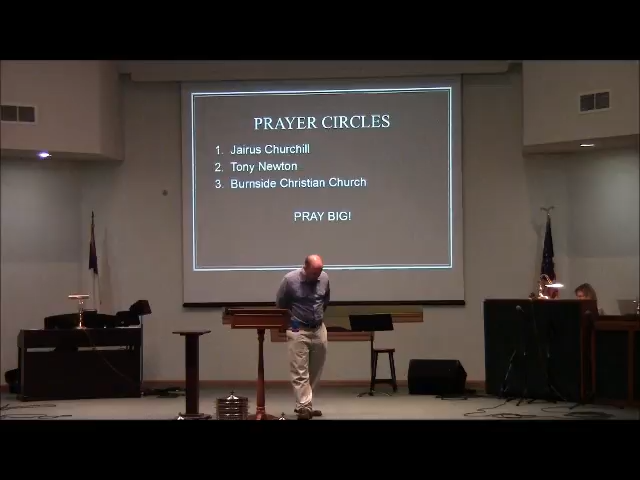 PRAYER CIRCLES
1. Jairus Churchill
2. Tony Newton
3. Burnside Christian Church
PRAY BIG!